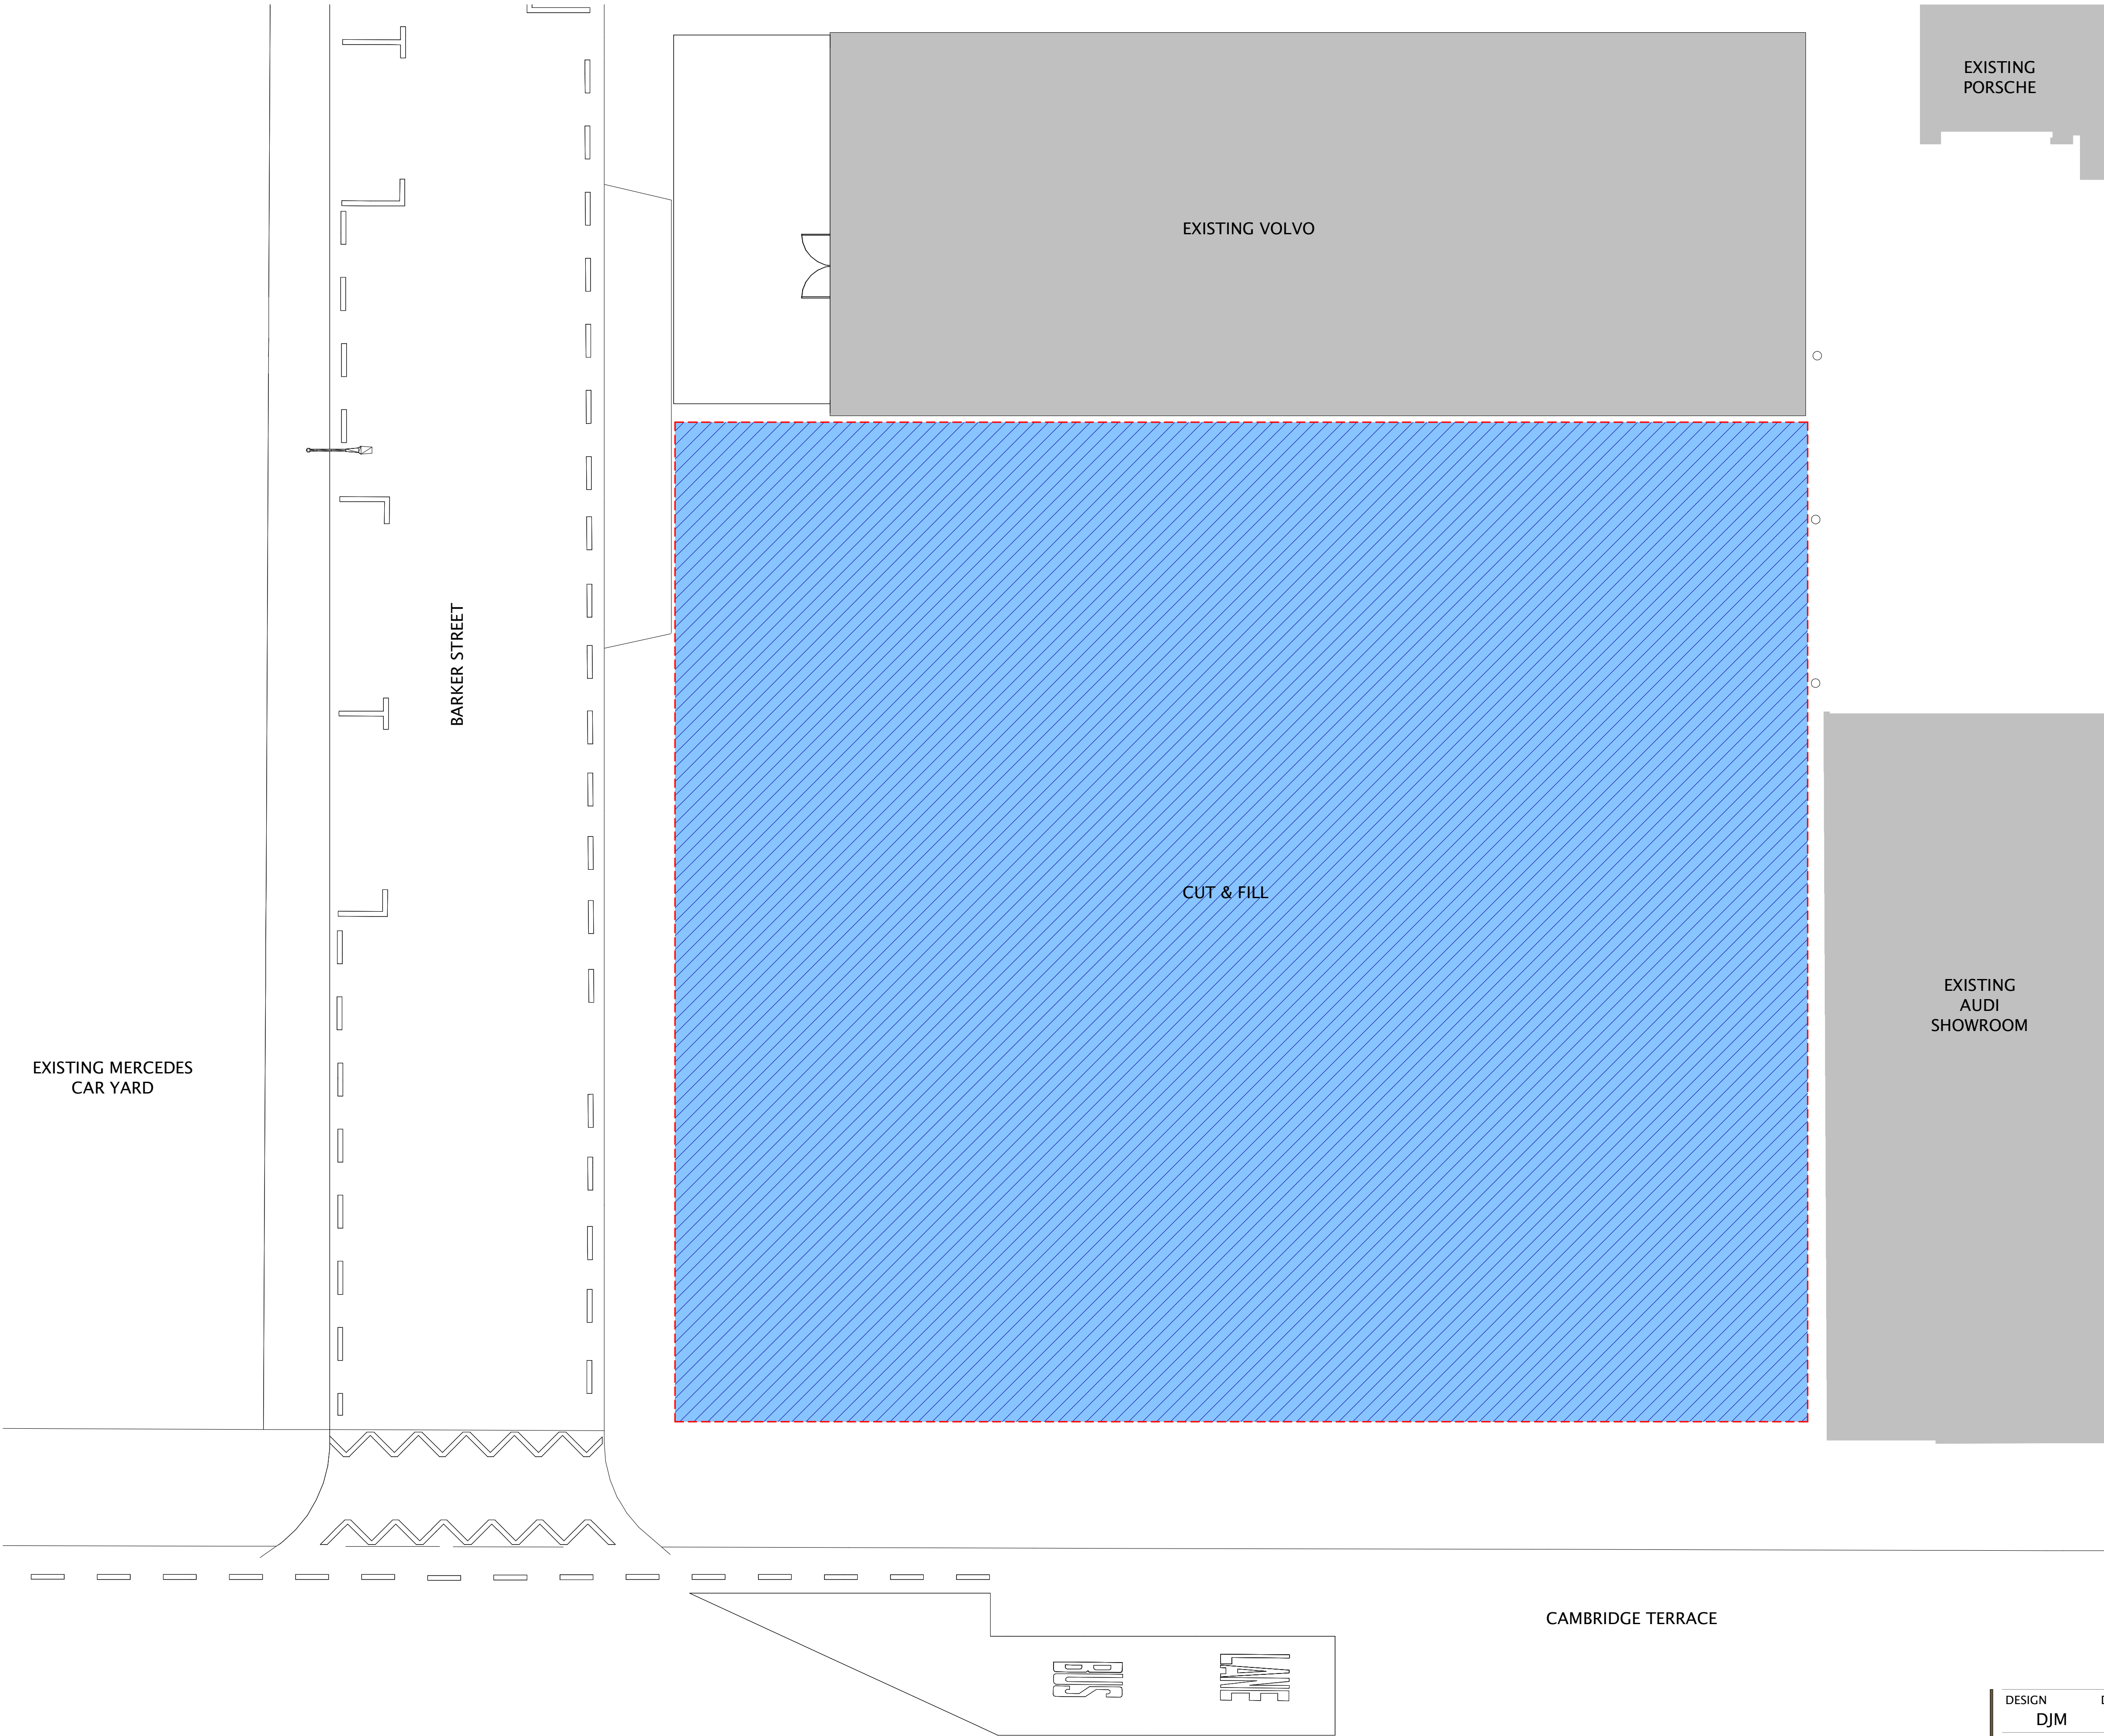 EXISTING
PORSCHE
EXISTING VOLVO
BARKER STREET
CUT & FILL
EXISTING
AUDI
SHOWROOM
EXISTING MERCEDES
CAR YARD
CAMBRIDGE TERRACE
BUS
LANE
DESIGN
DJM